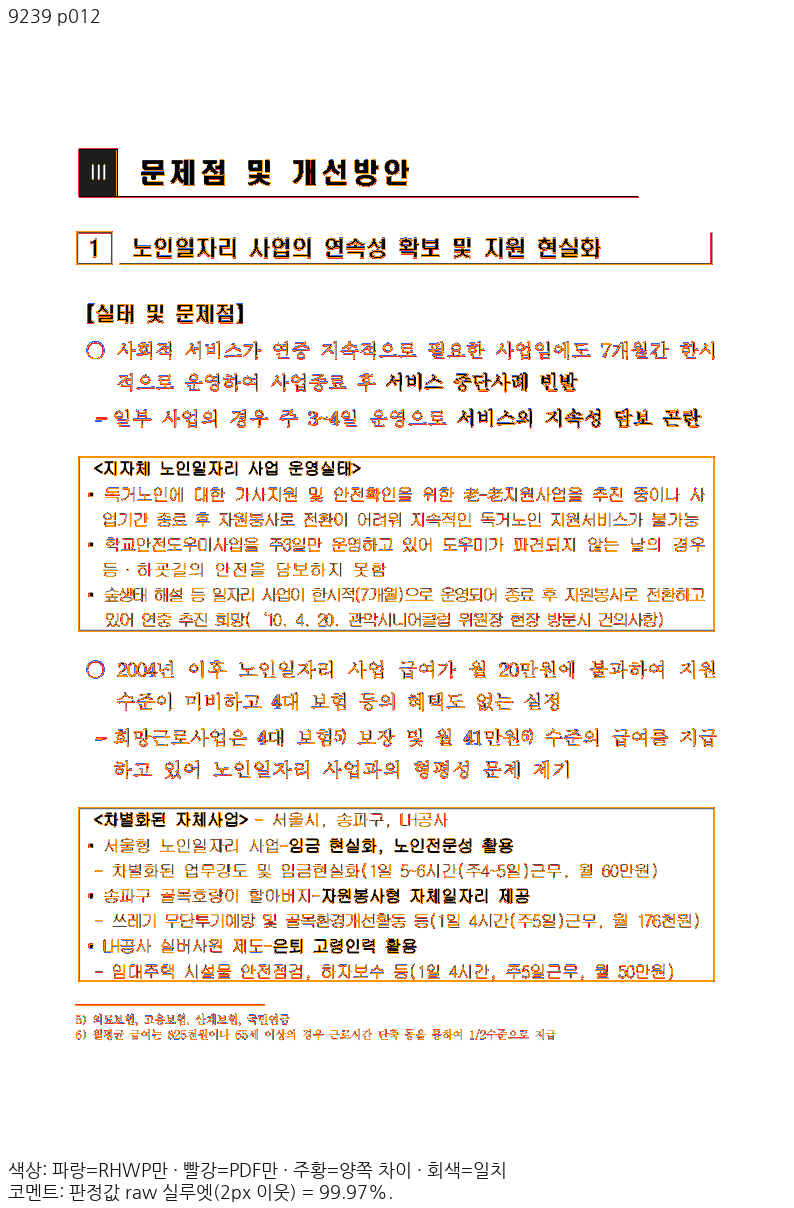 9239 p012
III 문제점 및 개선방안
1 노인일자리 사업의 연속성 확보 및 지원 현실화
【실태 및 문제점】
○ 사회적 서비스가 연중 지속적으로 필요한 사업임에도 7개월간 한시
적으로 운영하여 사업종료 후 서비스 중단사례 빈발
- 일부 사업의 경우 주 3~4일 운영으로 서비스의 지속성 담보 곤란
<지자체 노인일자리 사업 운영실태>
▪ 독거노인에 대한 가사지원 및 안전확인을 위한 老-老지원사업을 추진 중이나 사
업기간 종료 후 자원봉사로 전환이 어려워 지속적인 독거노인 지원서비스가 불가능
▪ 학교안전도우미사업을 주3일만 운영하고 있어 도우미가 파견되지 않는 날의 경우
등·하굣길의 안전을 담보하지 못함
▪ 숲생태 해설 등 일자리 사업이 한시적(7개월)으로 운영되어 종료 후 자원봉사로 전환하고
있어 연중 추진 희망( ‘10. 4. 20. 관악시니어클럽 위원장 현장 방문시 건의사항)
○ 2004년 이후 노인일자리 사업 급여가 월 20만원에 불과하여 지원
수준이 미비하고 4대 보험 등의 혜택도 없는 실정
- 희망근로사업은 4대 보험5) 보장 및 월 41만원6) 수준의 급여를 지급
하고 있어 노인일자리 사업과의 형평성 문제 제기
<차별화된 자체사업> - 서울시, 송파구, LH공사
▪ 서울형 노인일자리 사업-임금 현실화, 노인전문성 활용
- 차별화된 업무강도 및 임금현실화(1일 5~6시간(주4~5일)근무, 월 60만원)
▪ 송파구 골목호랑이 할아버지-자원봉사형 자체일자리 제공
- 쓰레기 무단투기예방 및 골목환경개선활동 등(1일 4시간(주5일)근무, 월 176천원)
▪ LH공사 실버사원 제도-은퇴 고령인력 활용
- 임대주택 시설물 안전점검, 하자보수 등(1일 4시간, 주5일근무, 월 50만원)
5) 의료보험, 고용보험, 산재보험, 국민연금
6) 월평균 급여는 825천원이나 65세 이상의 경우 근로시간 단축 등을 통하여 1/2수준으로 지급
색상: 파랑=RHWP만 · 빨강=PDF만 · 주황=양쪽 차이 · 회색=일치
코멘트: 판정값 raw 실루엣(2px 이웃) = 99.97%.